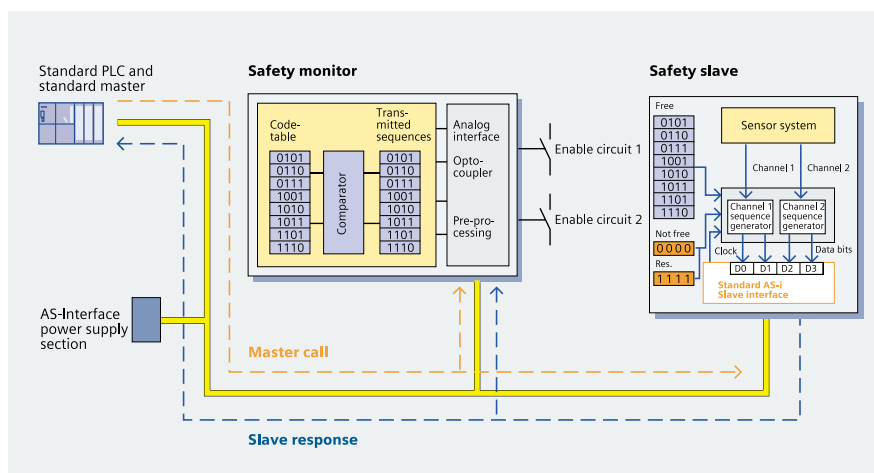 Standard PLC and
standard master
AS-Interface
power supply
section
Safety monitor
Code-
table
0101
0110
0111
1001
1010
1011
1101
1110
Comparator
Trans-
mitted
sequences
0101
0110
0111
1001
1010
1011
1101
1110
Analog
interface
Opto-
coupler
Pre-pro-
cessing
Enable circuit 1
Enable circuit 2
Safety slave
Free
0101
0110
0111
1001
1010
1011
1101
1110
Not free
0000
Res.
1111
Sensor system
Channel 1
Channel 2
Channel 1
sequence
generator
Channel 2
sequence
generator
Clock
Data bits
D0 D1 D2 D3
Standard AS-i
Slave interface
Master call
Slave response